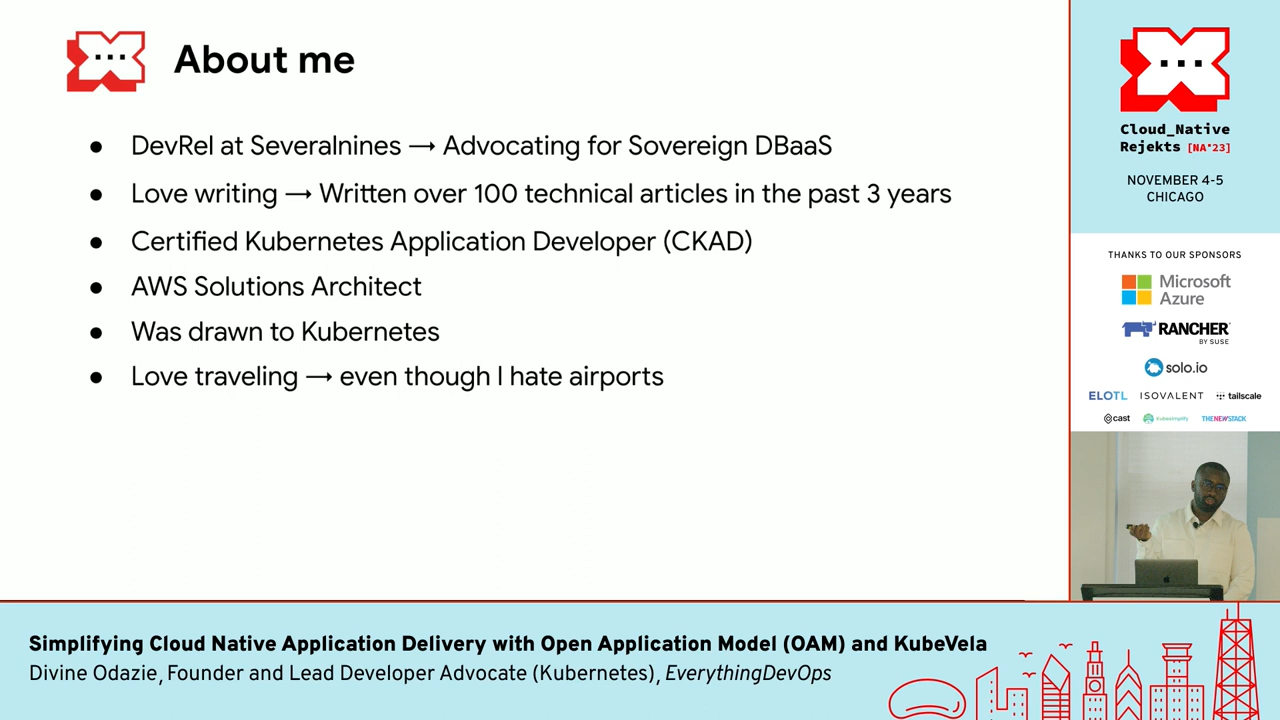 About me
● DevRel at Severalnines → Advocating for Sovereign DBaaS
● Love writing → Written over 100 technical articles in the past 3 years
● Certified Kubernetes Application Developer (CKAD)
● AWS Solutions Architect
● Was drawn to Kubernetes
● Love traveling → even though I hate airports
Cloud_Native
Rejekts [NA'23]
NOVEMBER 4-5
CHICAGO
THANKS TO OUR SPONSORS
Microsoft
Azure
RANCHER
BY SUSE
solo.io
ELOTL ISOVALENT tailscale
cast kubesimplify THENEWSTACK
Simplifying Cloud Native Application Delivery with Open Application Model (OAM) and KubeVela
Divine Odazie, Founder and Lead Developer Advocate (Kubernetes), EverythingDevOps